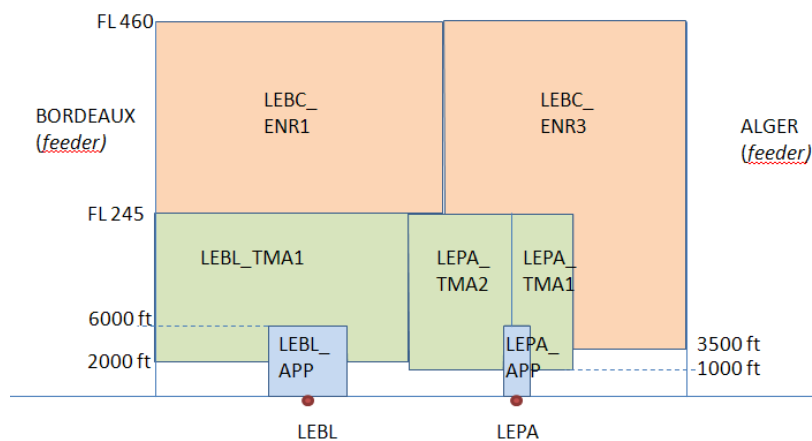 FL 460
LEBC_
ENR1
LEBC_
ENR3
BORDEAUX
(feeder)
ALGER
(feeder)
FL 245
LEBL_TMA1
LEPA_
TMA2
LEPA_
TMA1
6000 ft
LEBL_
APP
LEPA_
APP
2000 ft
3500 ft
1000 ft
LEBL
LEPA